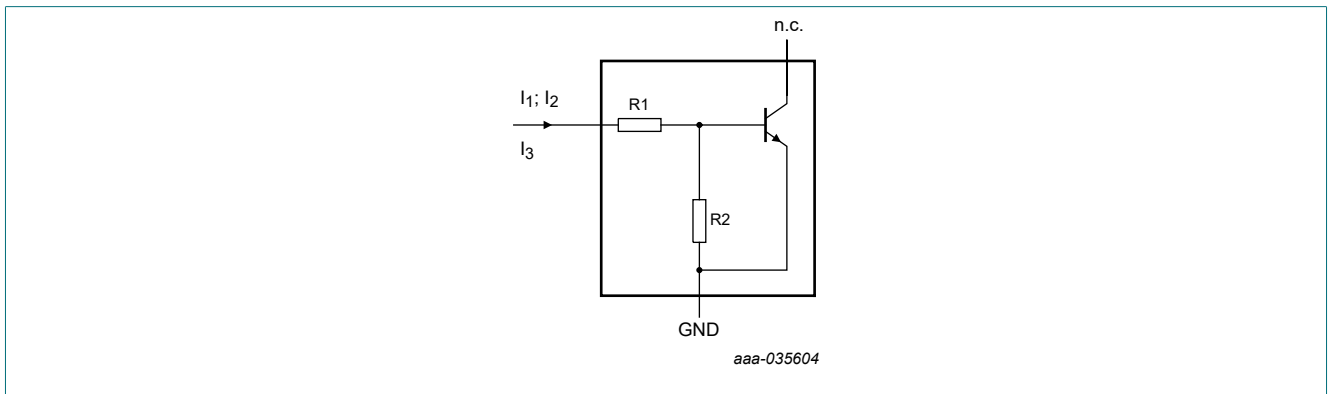 n.c.
I1; I2
R1
I3
R2
GND
aaa-035604